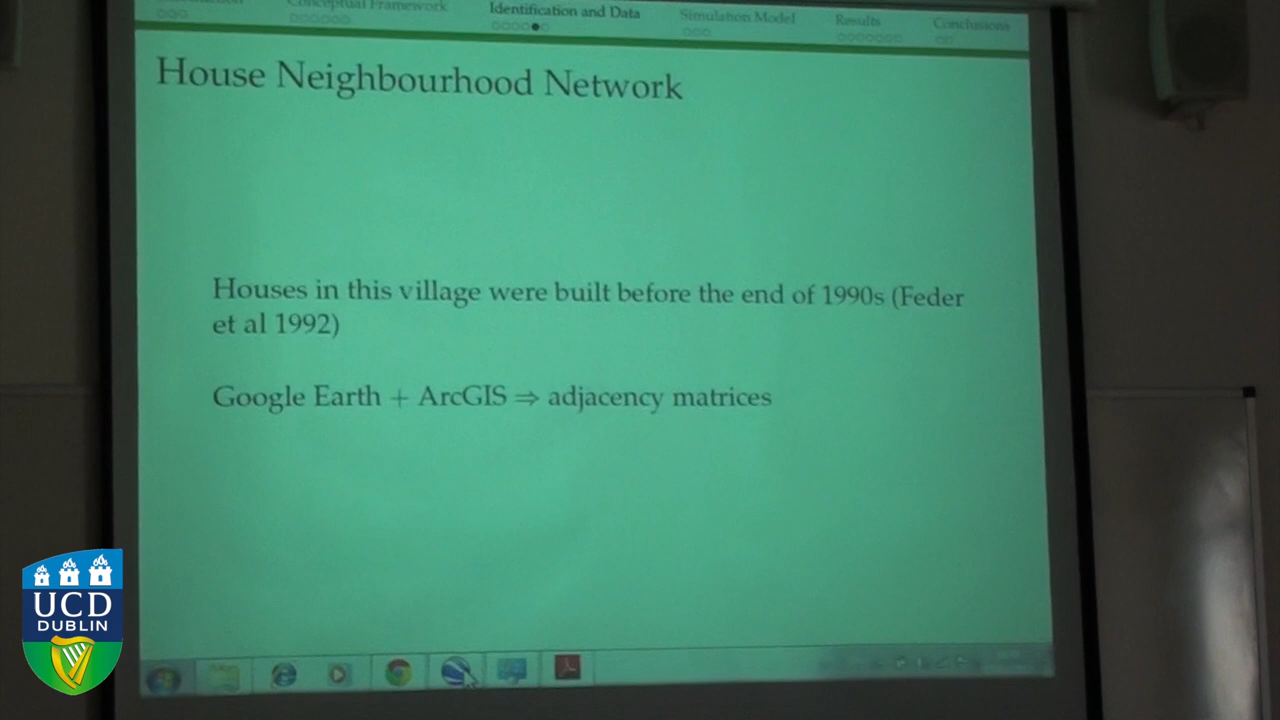 Conceptual Framework
Identification and Data
Simulation Model
Results
Conclusions
House Neighbourhood Network
Houses in this village were built before the end of 1990s (Feder
et al 1992)
Google Earth + ArcGIS ⇒ adjacency matrices
UCD
DUBLIN